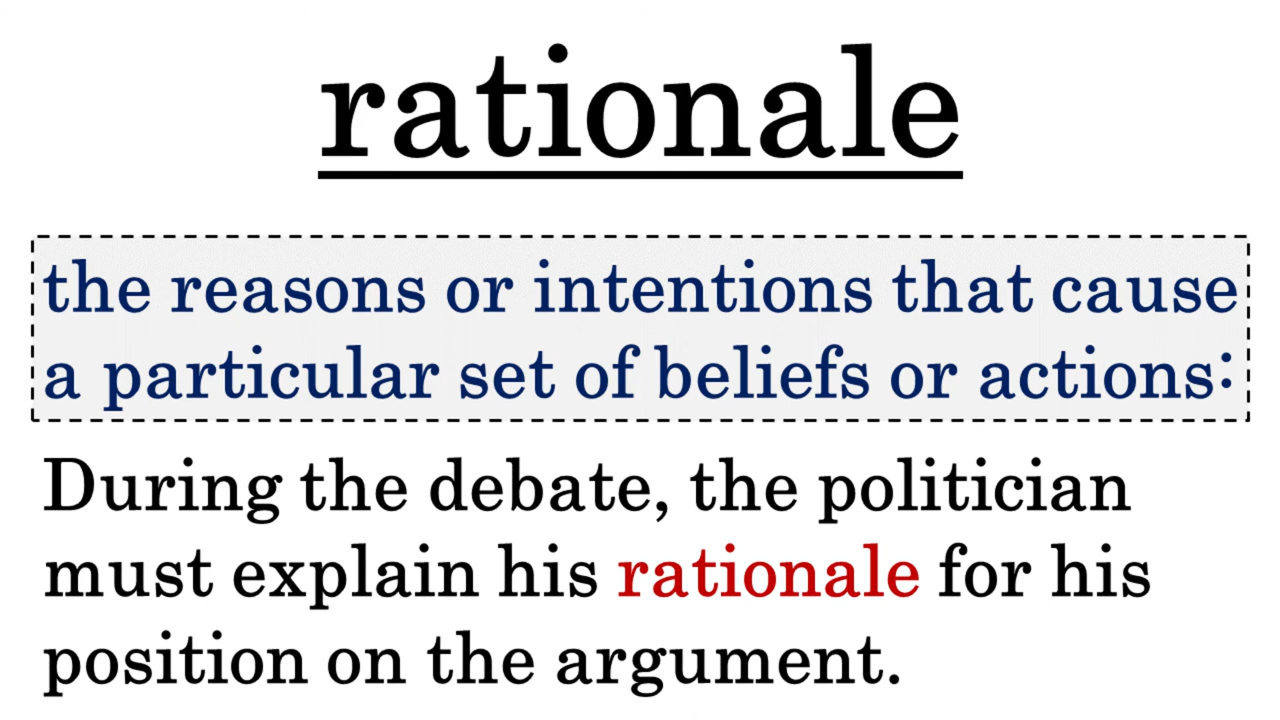 rationale
the reasons or intentions that cause
a particular set of beliefs or actions:
During the debate, the politician
must explain his rationale for his
position on the argument.